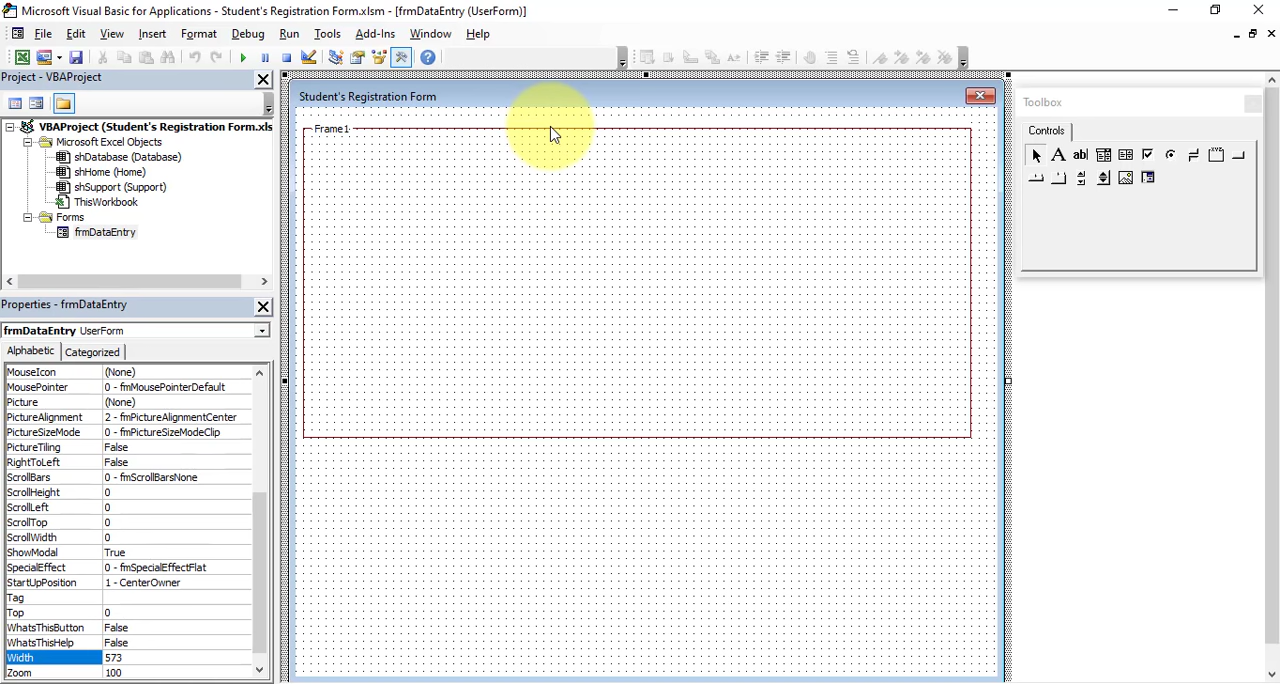 Microsoft Visual Basic for Applications - Student's Registration Form.xlsm - [frmDataEntry (UserForm)]
File Edit View Insert Format Debug Run Tools Add-Ins Window Help
Project - VBAProject
VBAProject (Student's Registration Form.xls
Microsoft Excel Objects
shDatabase (Database)
shHome (Home)
shSupport (Support)
ThisWorkbook
Forms
frmDataEntry
Properties - frmDataEntry
frmDataEntry UserForm
Alphabetic Categorized
MouseIcon (None)
MousePointer 0 - fmMousePointerDefault
Picture (None)
PictureAlignment 2 - fmPictureAlignmentCenter
PictureSizeMode 0 - fmPictureSizeModeClip
PictureTiling False
RightToLeft False
ScrollBars 0 - fmScrollBarsNone
ScrollHeight 0
ScrollLeft 0
ScrollTop 0
ScrollWidth 0
ShowModal True
SpecialEffect 0 - fmSpecialEffectFlat
StartUpPosition 1 - CenterOwner
Tag
Top 0
WhatsThisButton False
WhatsThisHelp False
Width 573
Zoom 100
Student's Registration Form
Frame1
Toolbox
Controls
A ab|
XYZ